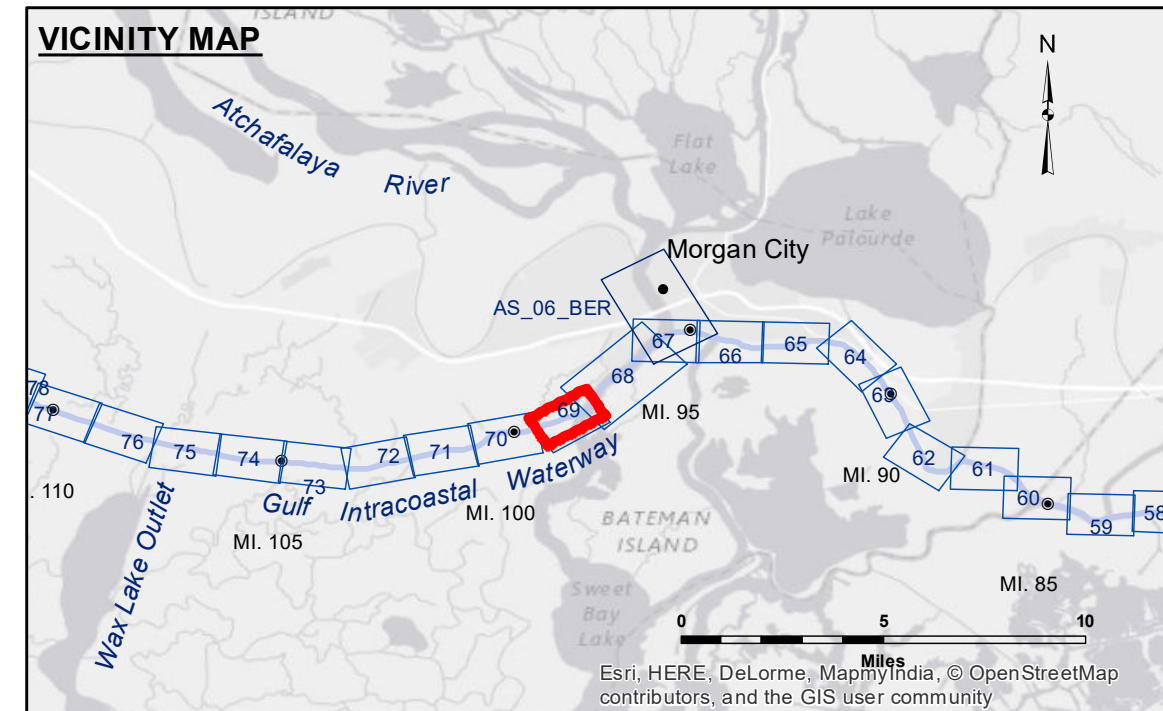 ISLAND
VICINITY MAP
N
Atchafalaya
River
Flat
Lake
Lake
Palourde
Morgan City
AS_06_BER
67
66
65
64
63
62
61
60
59
58
68
69
70
71
72
73
74
75
76
77
78
MI. 95
MI. 90
MI. 85
MI. 100
MI. 105
. 110
Gulf Intracoastal Waterway
Wax Lake Outlet
BATEMAN
ISLAND
Sweet
Bay
Lake
0 5 10
Miles
Esri, HERE, DeLorme, MapmyIndia, © OpenStreetMap
contributors, and the GIS user community